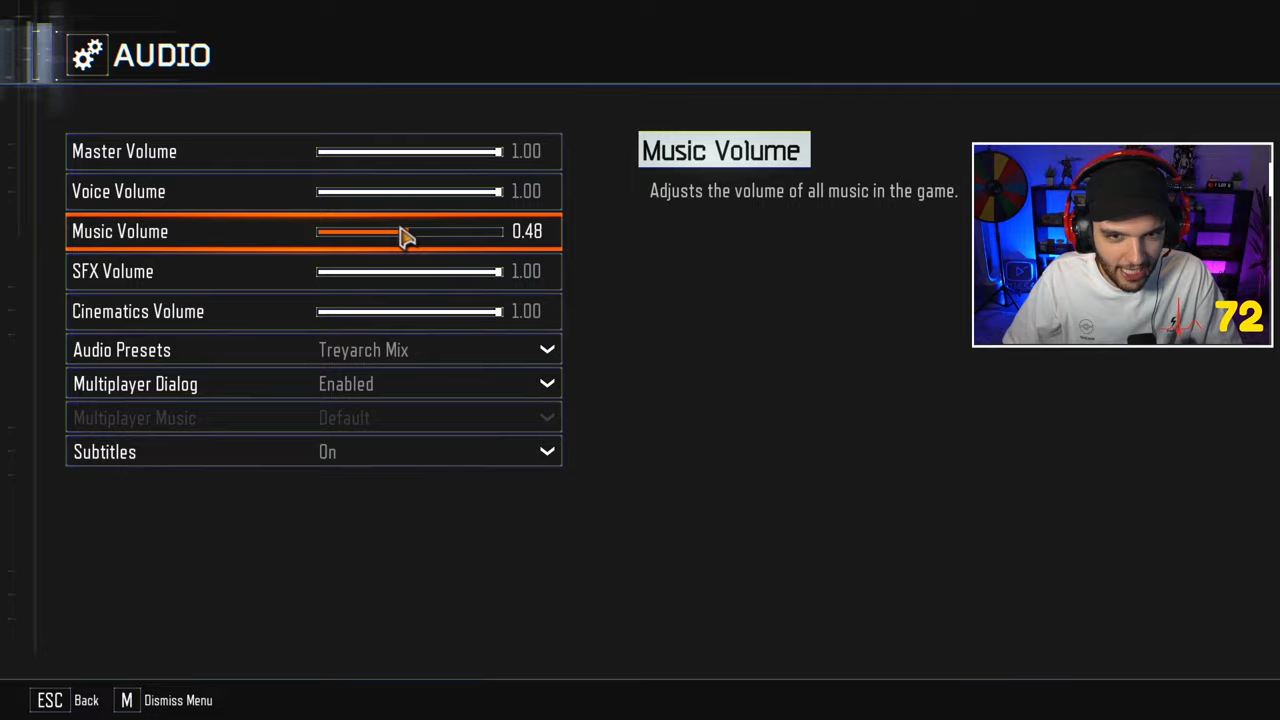 AUDIO
Master Volume 1.00
Voice Volume 1.00
Music Volume 0.48
SFX Volume 1.00
Cinematics Volume 1.00
Audio Presets Treyarch Mix
Multiplayer Dialog Enabled
Multiplayer Music Default
Subtitles On
Music Volume
Adjusts the volume of all music in the game.
72
ESC Back M Dismiss Menu